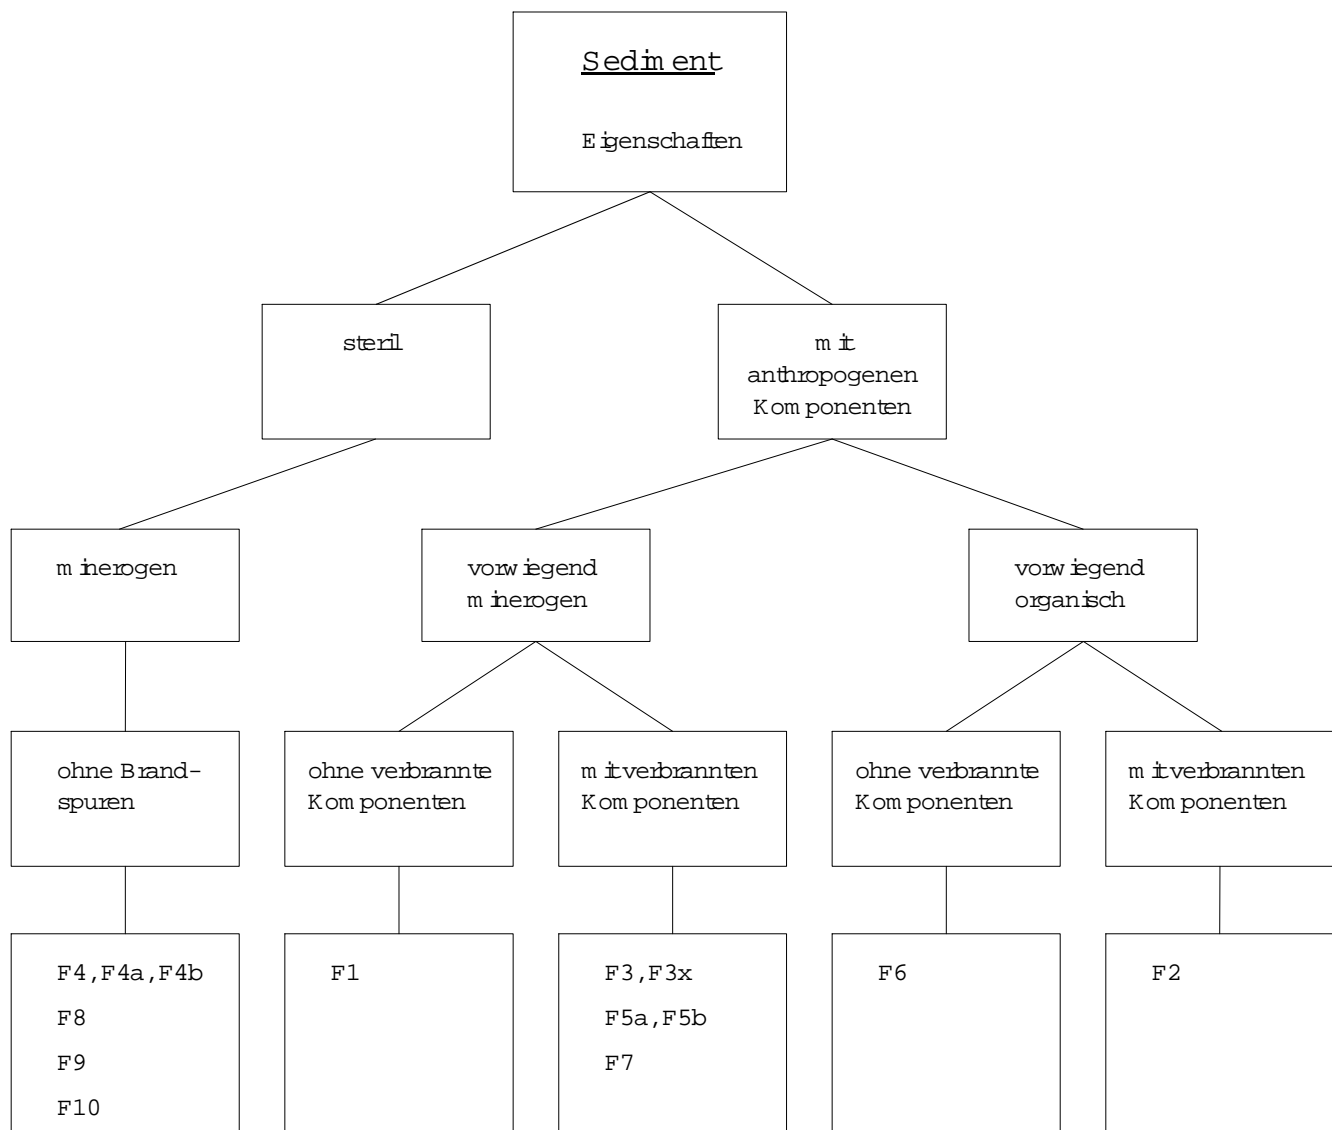 Sediment
Eigenschaften
steril
mit
anthropogenen
Komponenten
minerogen
vorwiegend
minerogen
vorwiegend
organisch
ohne Brand-
spuren
ohne verbrannte
Komponenten
mit verbrannten
Komponenten
ohne verbrannte
Komponenten
mit verbrannten
Komponenten
F4, F4a, F4b
F8
F9
F10
F1
F3, F3x
F5a, F5b
F7
F6
F2